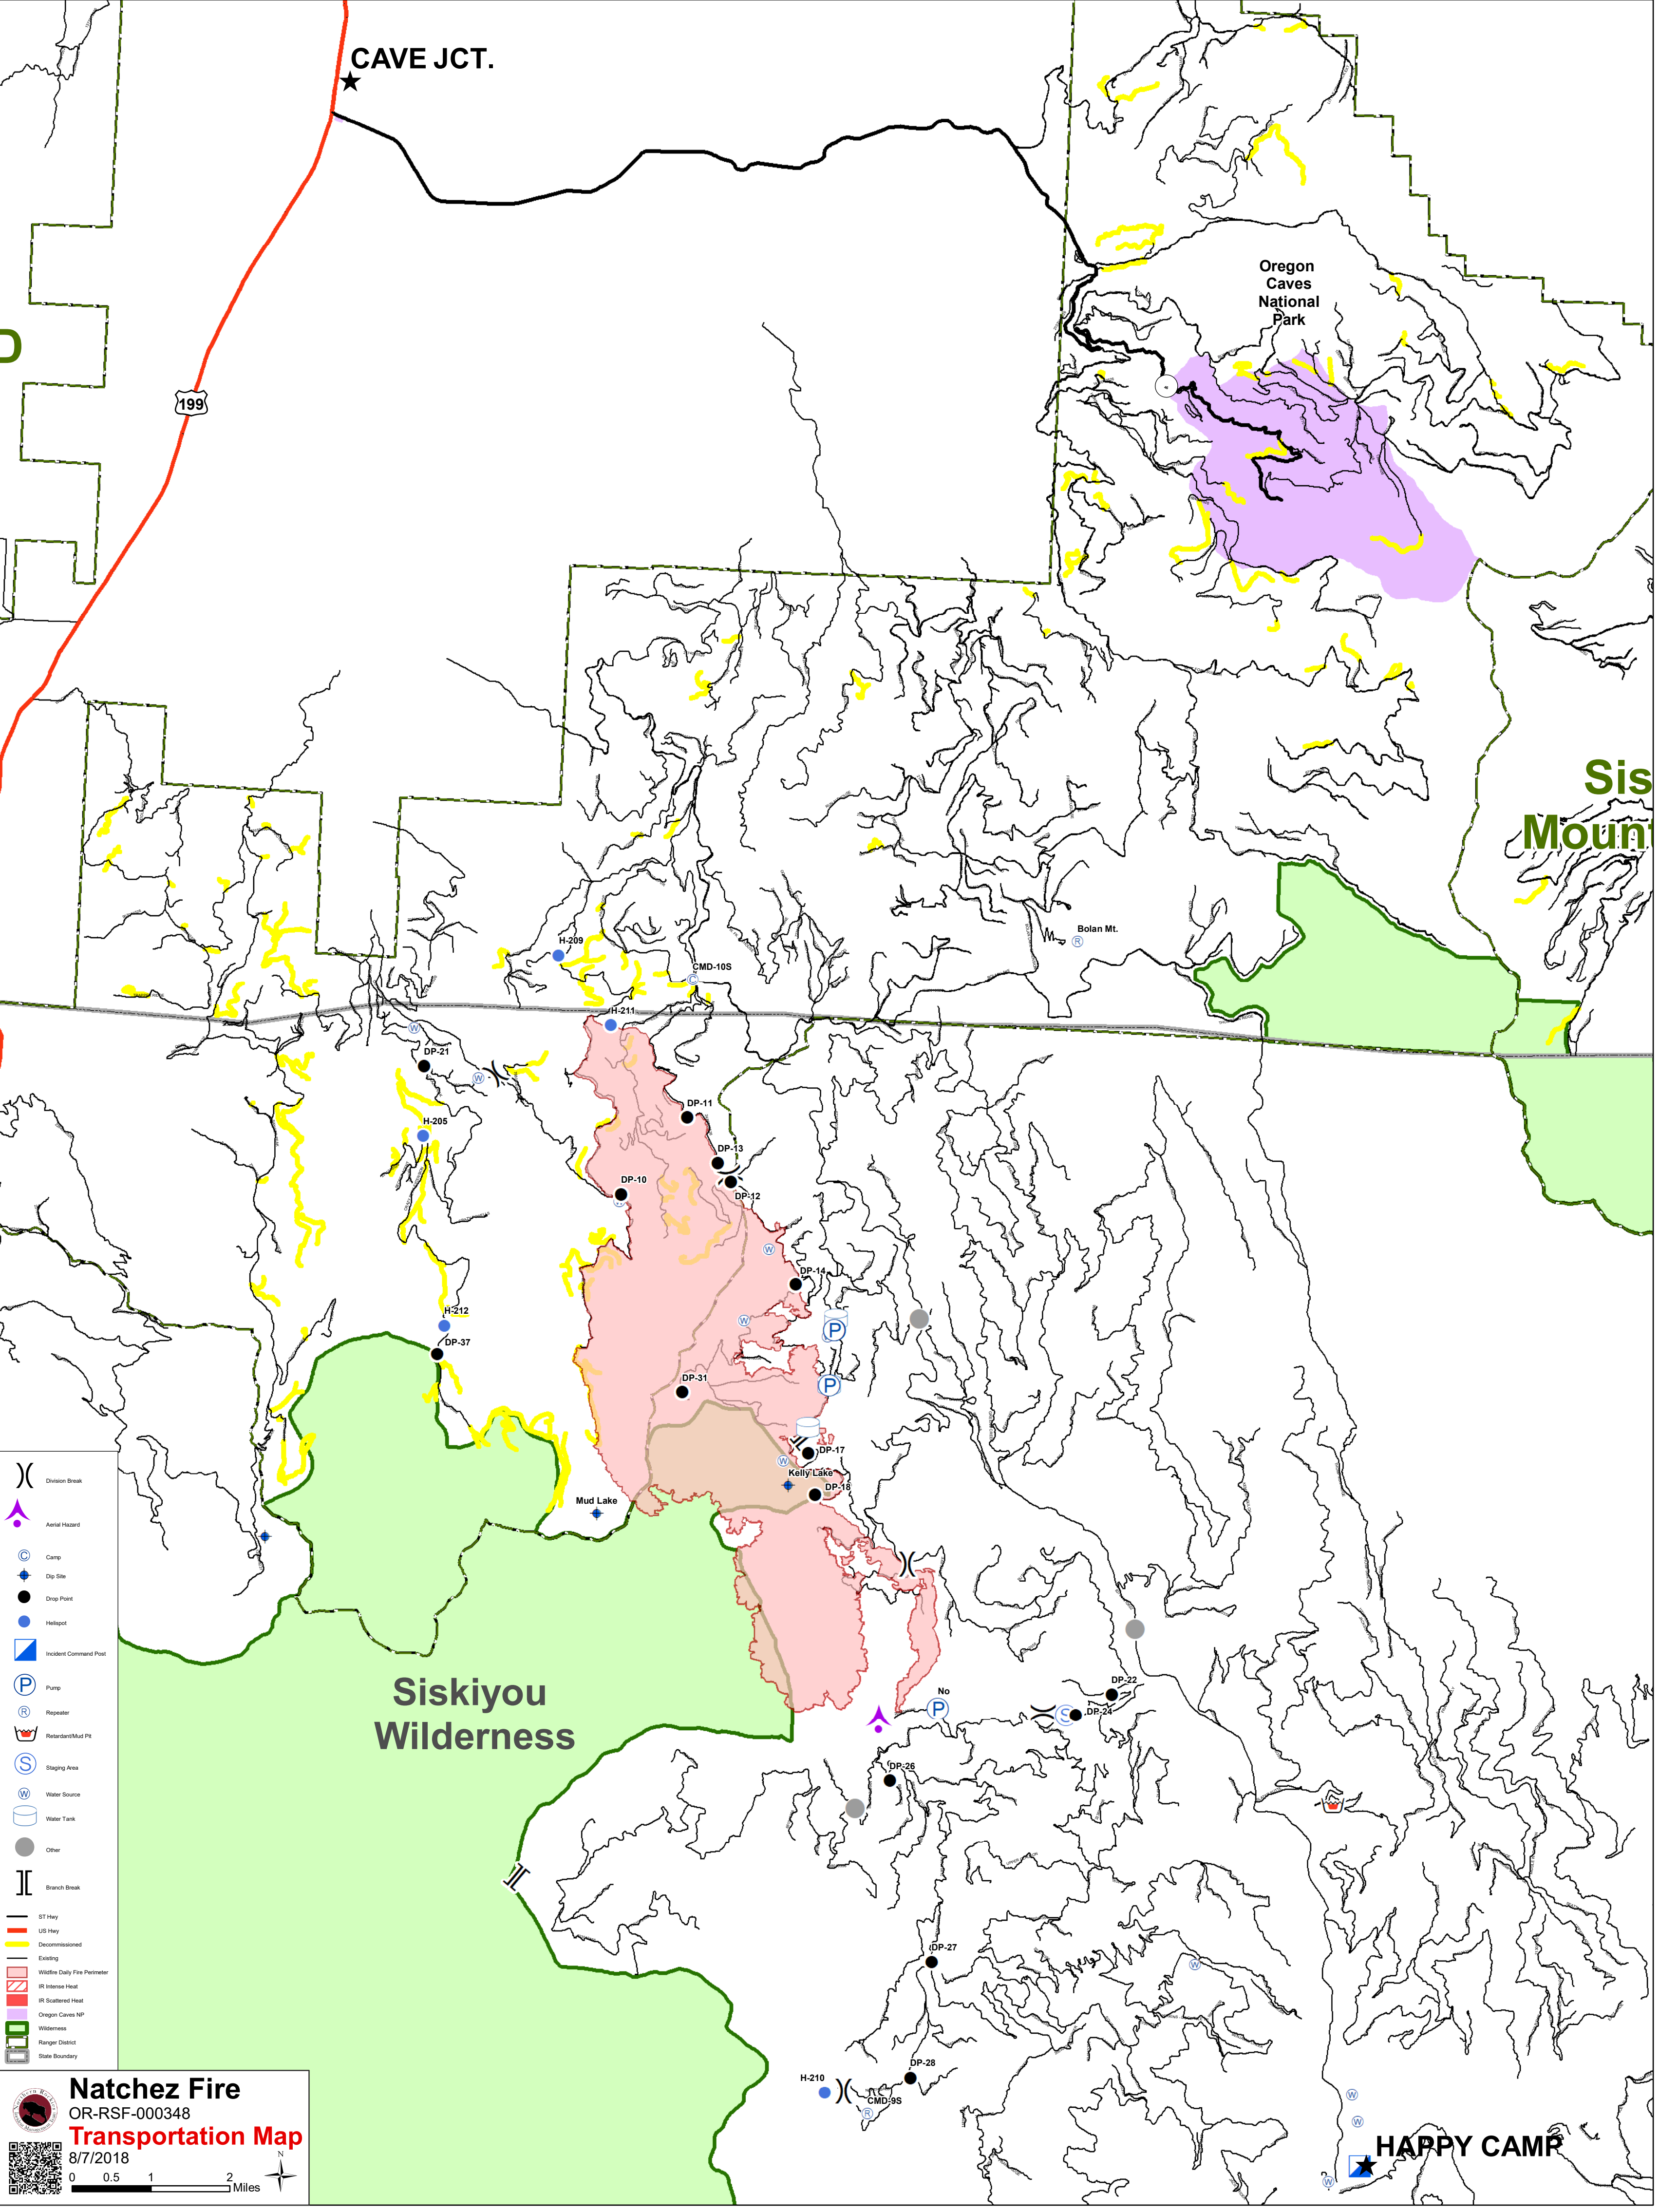 CAVE JCT.
Oregon
Caves
National
Park
D
199
Sis
Mount
Bolan Mt.
R
H-209
CMD-10S
C
H-211
W
DP-21
W
DP-11
H-205
DP-13
DP-10
DP-12
W
DP-14
H-212
W
P
DP-37
P
DP-31
DP-17
W
Kelly Lake
DP-18
Mud Lake
Siskiyou
Wilderness
DP-22
No
P
S
DP-24
DP-26
DP-27
W
DP-28
H-210
CMD-9S
R
W
W
HAPPY CAMP
W
Division Break
Aerial Hazard
C Camp
Dip Site
Drop Point
Helispot
Incident Command Post
P Pump
R Repeater
Retardant/Mud Pit
S Staging Area
W Water Source
Water Tank
Other
Branch Break
ST Hwy
US Hwy
Decommissioned
Existing
Wildfire Daily Fire Perimeter
IR Intense Heat
IR Scattered Heat
Oregon Caves NP
Wilderness
Ranger District
State Boundary
Natchez Fire
OR-RSF-000348
Transportation Map
8/7/2018
N
0 0.5 1 2
Miles